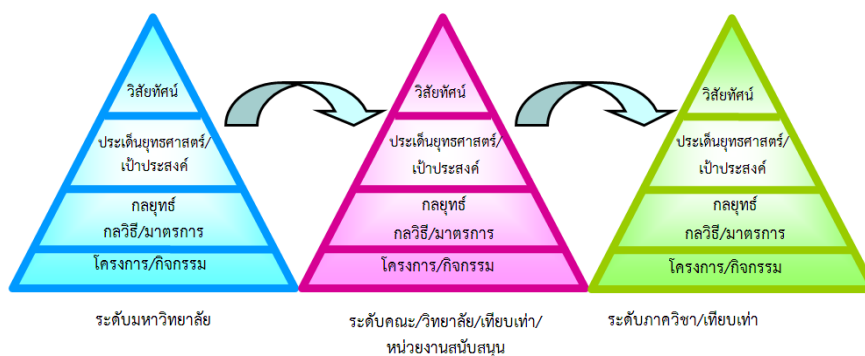 วิสัยทัศน์
ประเด็นยุทธศาสตร์/
เป้าประสงค์
กลยุทธ์
กลวิธี/มาตรการ
โครงการ/กิจกรรม
ระดับมหาวิทยาลัย
วิสัยทัศน์
ประเด็นยุทธศาสตร์/
เป้าประสงค์
กลยุทธ์
กลวิธี/มาตรการ
โครงการ/กิจกรรม
ระดับคณะ/วิทยาลัย/เทียบเท่า/
หน่วยงานสนับสนุน
วิสัยทัศน์
ประเด็นยุทธศาสตร์/
เป้าประสงค์
กลยุทธ์
กลวิธี/มาตรการ
โครงการ/กิจกรรม
ระดับภาควิชา/เทียบเท่า